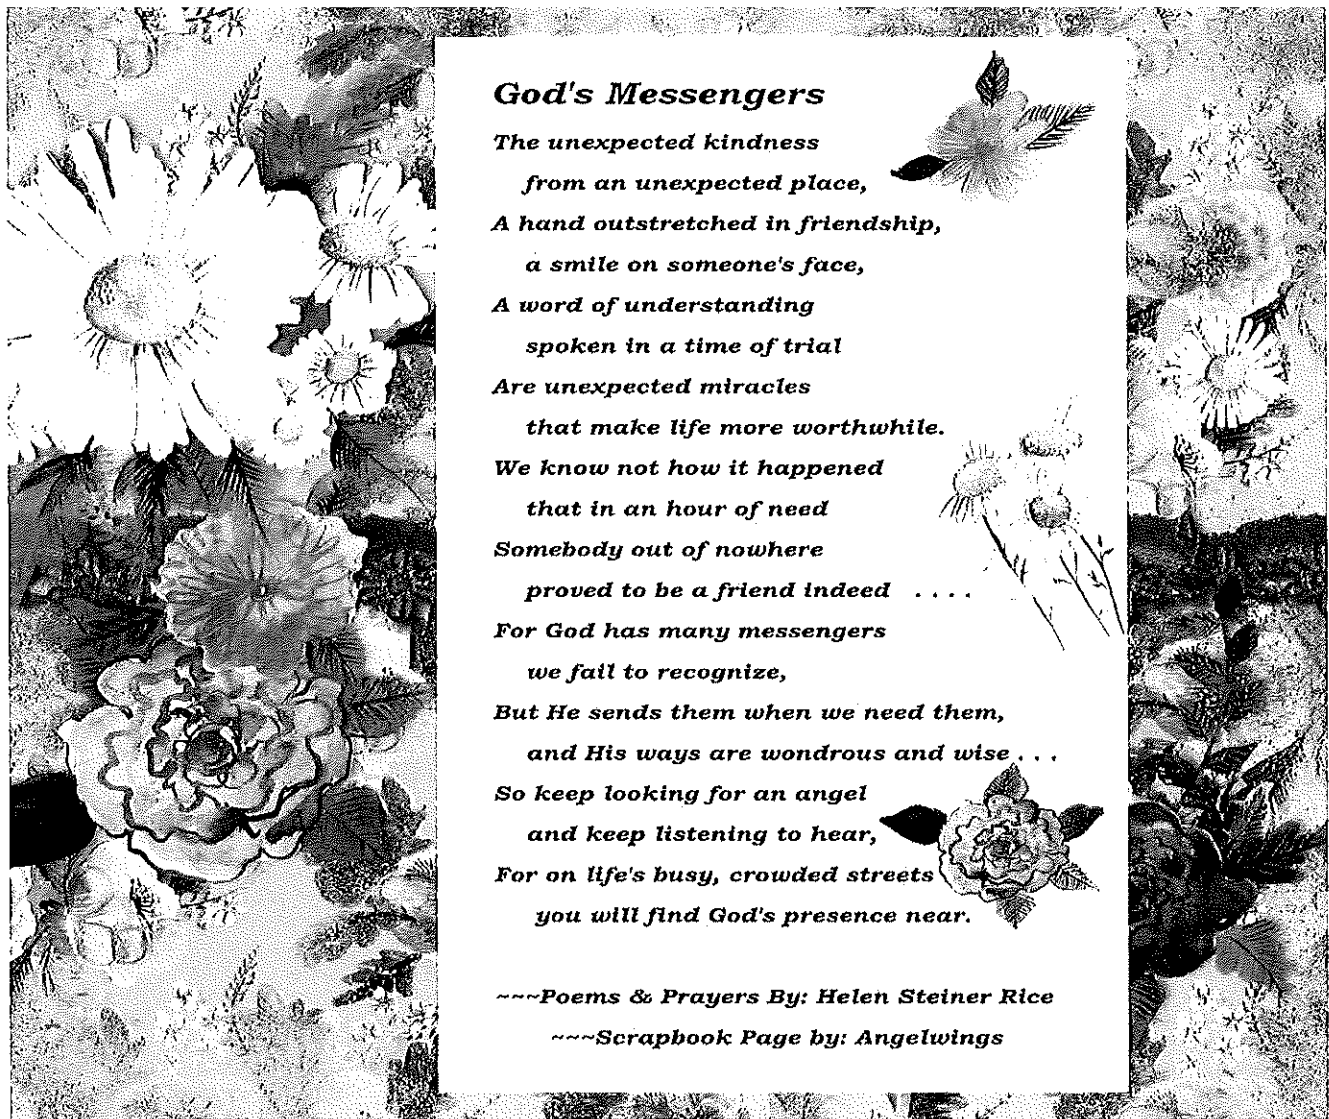 God's Messengers
The unexpected kindness
from an unexpected place,
A hand outstretched in friendship,
a smile on someone's face,
A word of understanding
spoken in a time of trial
Are unexpected miracles
that make life more worthwhile.
We know not how it happened
that in an hour of need
Somebody out of nowhere
proved to be a friend indeed . . . .
For God has many messengers
we fail to recognize,
But He sends them when we need them,
and His ways are wondrous and wise . . .
So keep looking for an angel
and keep listening to hear,
For on life's busy, crowded streets
you will find God's presence near.
~~~Poems & Prayers By: Helen Steiner Rice
~~~Scrapbook Page by: Angelwings